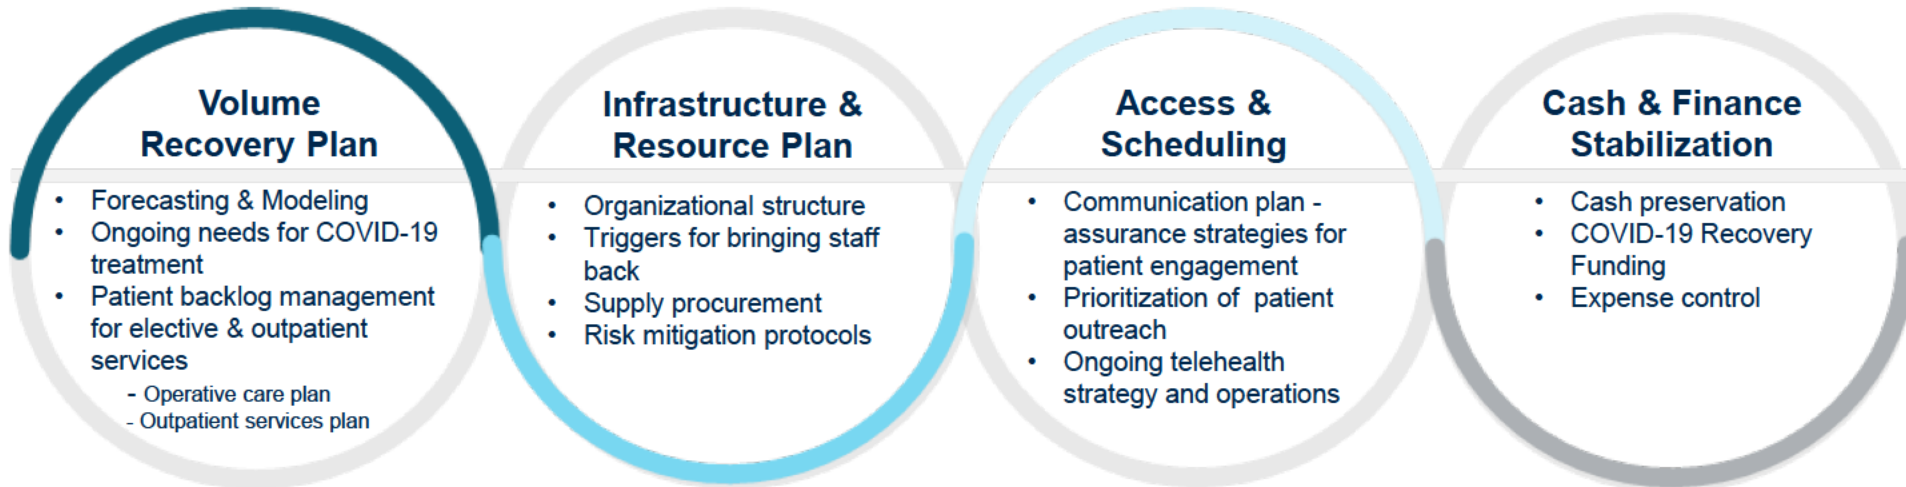 Volume
Recovery Plan
• Forecasting & Modeling
• Ongoing needs for COVID-19
treatment
• Patient backlog management
for elective & outpatient
services
- Operative care plan
- Outpatient services plan
Infrastructure &
Resource Plan
• Organizational structure
• Triggers for bringing staff
back
• Supply procurement
• Risk mitigation protocols
Access &
Scheduling
• Communication plan -
assurance strategies for
patient engagement
• Prioritization of patient
outreach
• Ongoing telehealth
strategy and operations
Cash & Finance
Stabilization
• Cash preservation
• COVID-19 Recovery
Funding
• Expense control